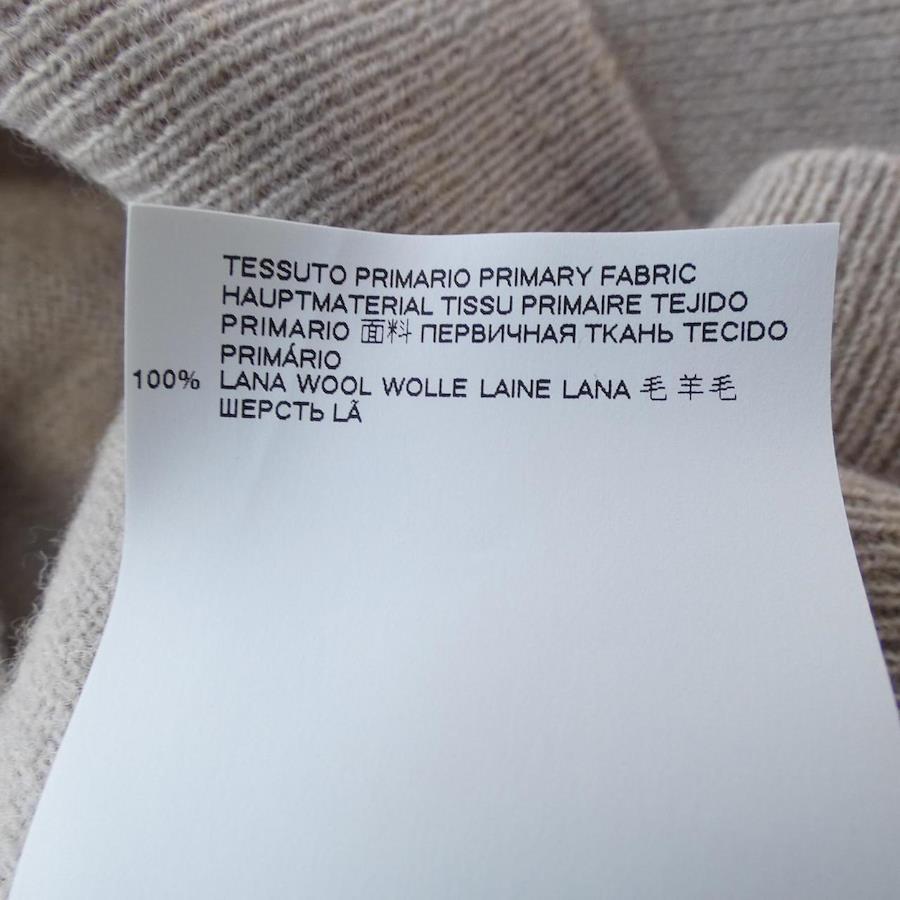 TESSUTO PRIMARIO PRIMARY FABRIC
HAUPTMATERIAL TISSU PRIMAIRE TEJIDO
PRIMARIO 面料 ПЕРВИЧНАЯ ТКАНЬ TECIDO
PRIMÁRIO
100% LANA WOOL WOLLE LAINE LANA 毛 羊毛
ШЕРСТЬ LÃ